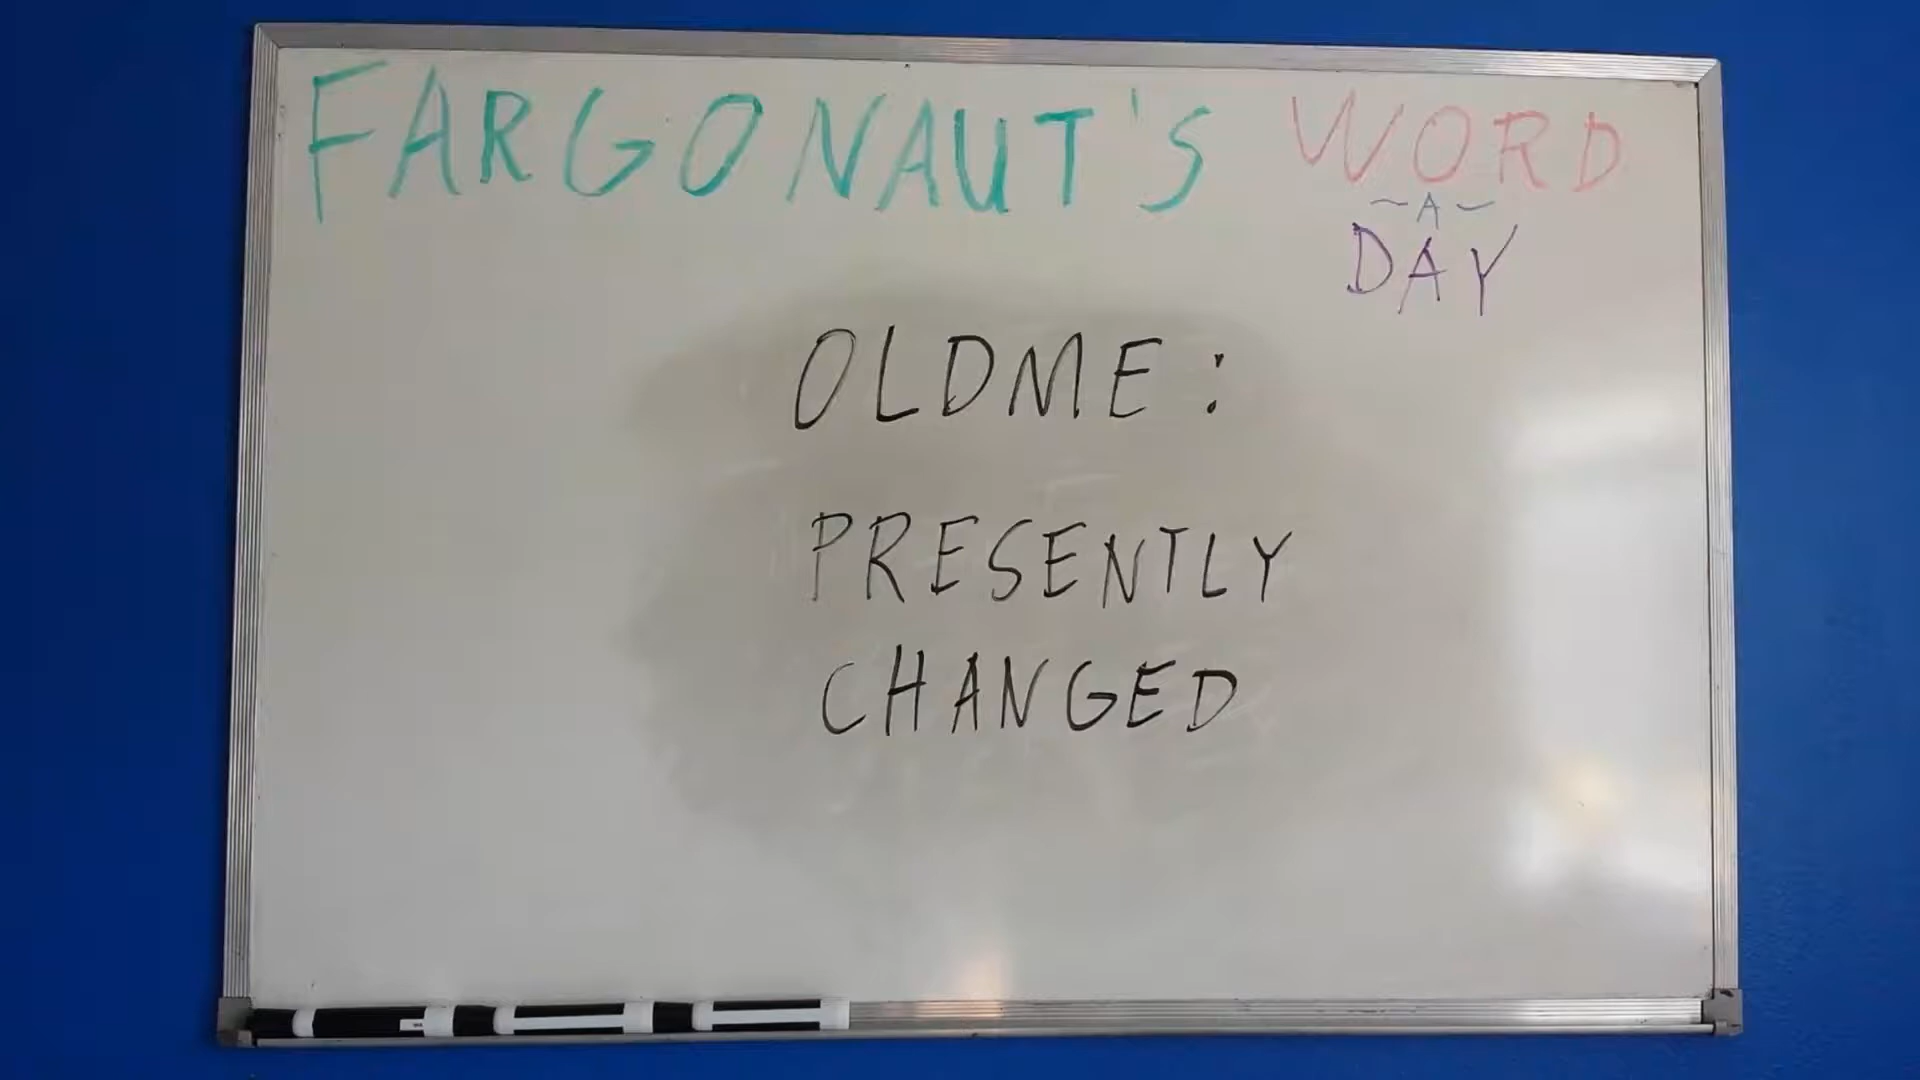 FARGONAUT'S WORD
~A~
DAY
OLDME:
PRESENTLY
CHANGED